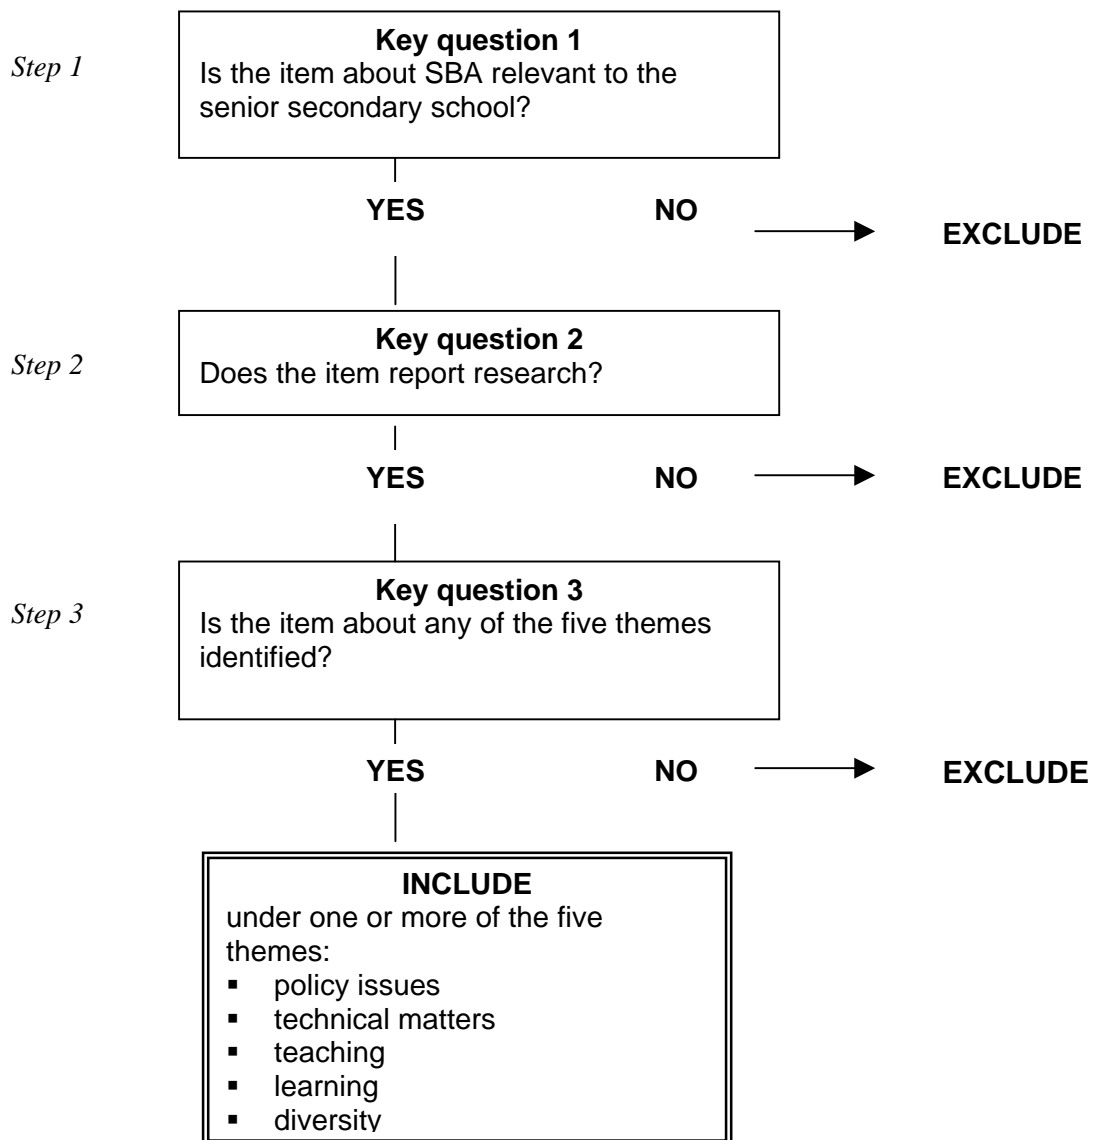 Key question 1
Step 1
Is the item about SBA relevant to the
senior secondary school?
YES
NO
EXCLUDE
Key question 2
Step 2
Does the item report research?
YES
NO
EXCLUDE
Key question 3
Step 3
Is the item about any of the five themes
identified?
YES
NO
EXCLUDE
INCLUDE
under one or more of the five
themes:
▪ policy issues
▪ technical matters
▪ teaching
▪ learning
▪ diversity